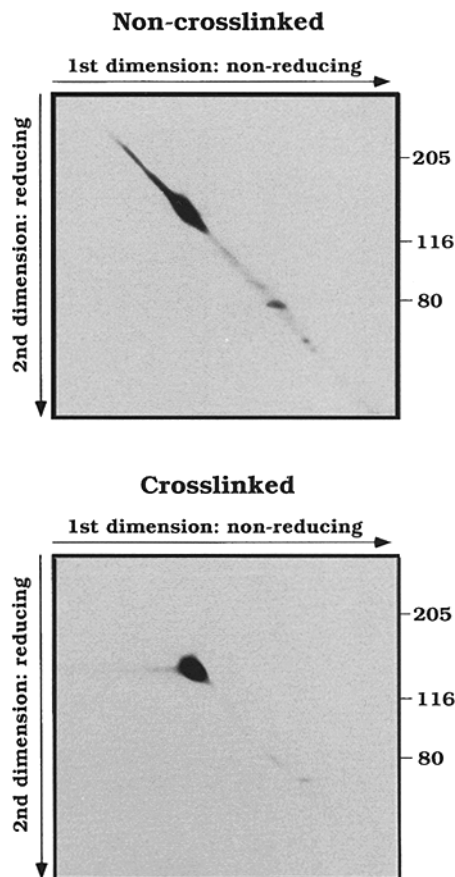 Non-crosslinked
1st dimension: non-reducing
2nd dimension: reducing
205
116
80
Crosslinked
1st dimension: non-reducing
2nd dimension: reducing
205
116
80